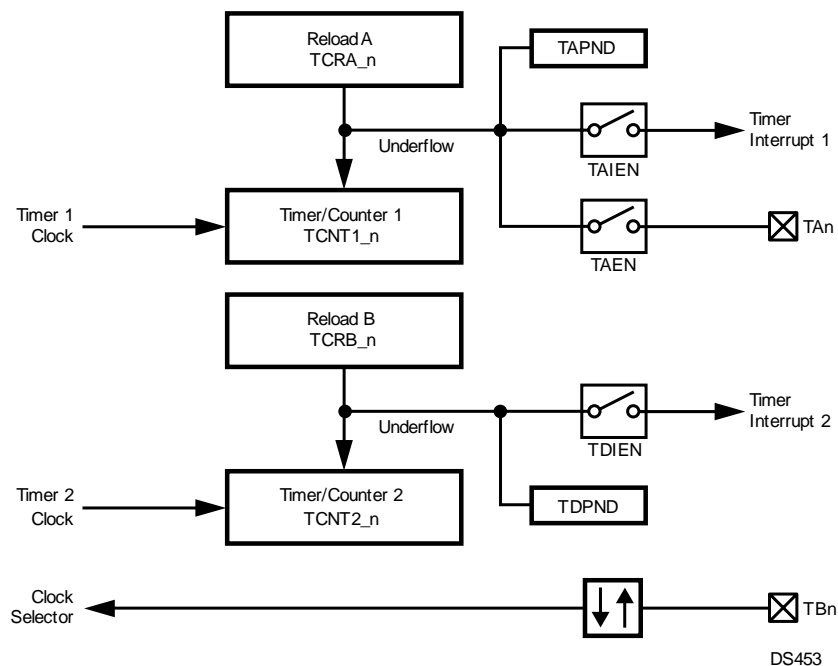 Reload A
TCRA_n
TAPND
Timer
Interrupt 1
Underflow
TAIEN
Timer 1
Clock
Timer/Counter 1
TCNT1_n
TAn
TAEN
Reload B
TCRB_n
Timer
Interrupt 2
Underflow
TDIEN
Timer 2
Clock
Timer/Counter 2
TCNT2_n
TDPND
Clock
Selector
TBn
DS453